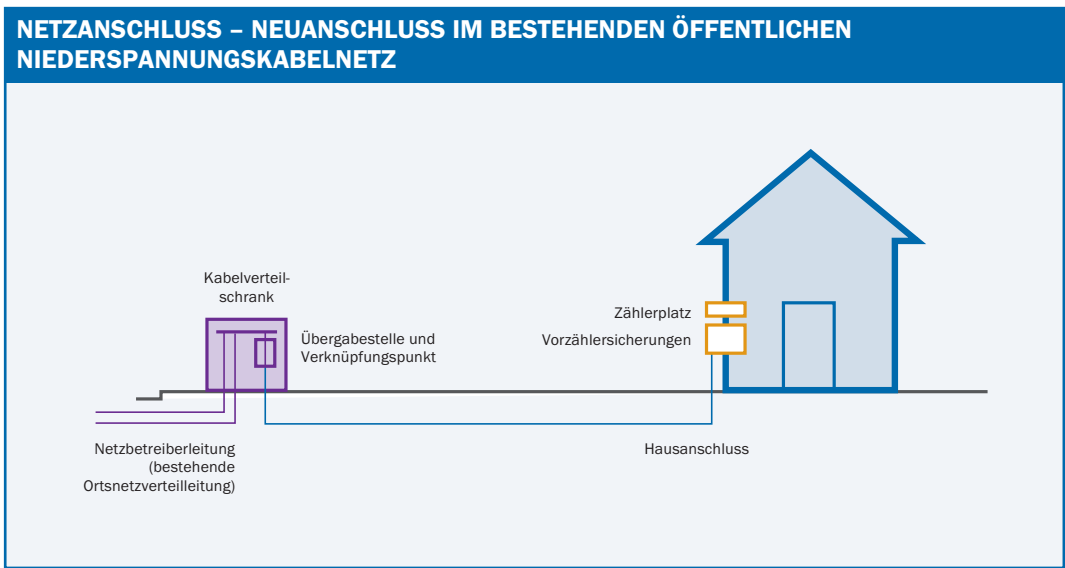 NETZANSCHLUSS – NEUANSCHLUSS IM BESTEHENDEN ÖFFENTLICHEN
NIEDERSPANNUNGSKABELNETZ
Kabelverteil-
schrank
Übergabestelle und
Verknüpfungspunkt
Zählerplatz
Vorzählersicherungen
Netzbetreiberleitung
(bestehende
Ortsnetzverteilleitung)
Hausanschluss